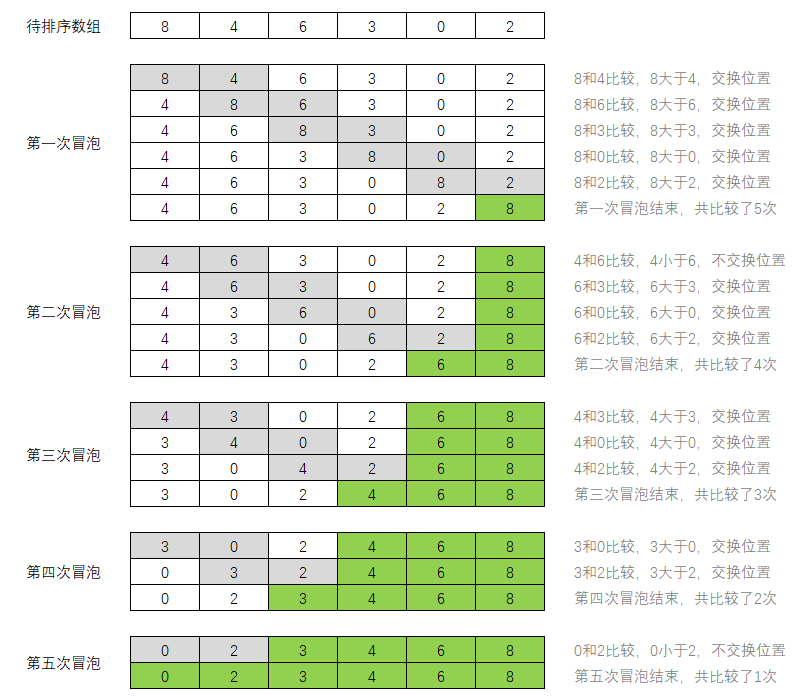 待排序数组 8 4 6 3 0 2
8 4 6 3 0 2 8和4比较，8大于4，交换位置
4 8 6 3 0 2 8和6比较，8大于6，交换位置
4 6 8 3 0 2 8和3比较，8大于3，交换位置
第一次冒泡
4 6 3 8 0 2 8和0比较，8大于0，交换位置
4 6 3 0 8 2 8和2比较，8大于2，交换位置
4 6 3 0 2 8 第一次冒泡结束，共比较了5次
4 6 3 0 2 8 4和6比较，4小于6，不交换位置
4 6 3 0 2 8 6和3比较，6大于3，交换位置
第二次冒泡 4 3 6 0 2 8 6和0比较，6大于0，交换位置
4 3 0 6 2 8 6和2比较，6大于2，交换位置
4 3 0 2 6 8 第二次冒泡结束，共比较了4次
4 3 0 2 6 8 4和3比较，4大于3，交换位置
3 4 0 2 6 8 4和0比较，4大于0，交换位置
第三次冒泡
3 0 4 2 6 8 4和2比较，4大于2，交换位置
3 0 2 4 6 8 第三次冒泡结束，共比较了3次
3 0 2 4 6 8 3和0比较，3大于0，交换位置
第四次冒泡 0 3 2 4 6 8 3和2比较，3大于2，交换位置
0 2 3 4 6 8 第四次冒泡结束，共比较了2次
0 2 3 4 6 8 0和2比较，0小于2，不交换位置
第五次冒泡
0 2 3 4 6 8 第五次冒泡结束，共比较了1次